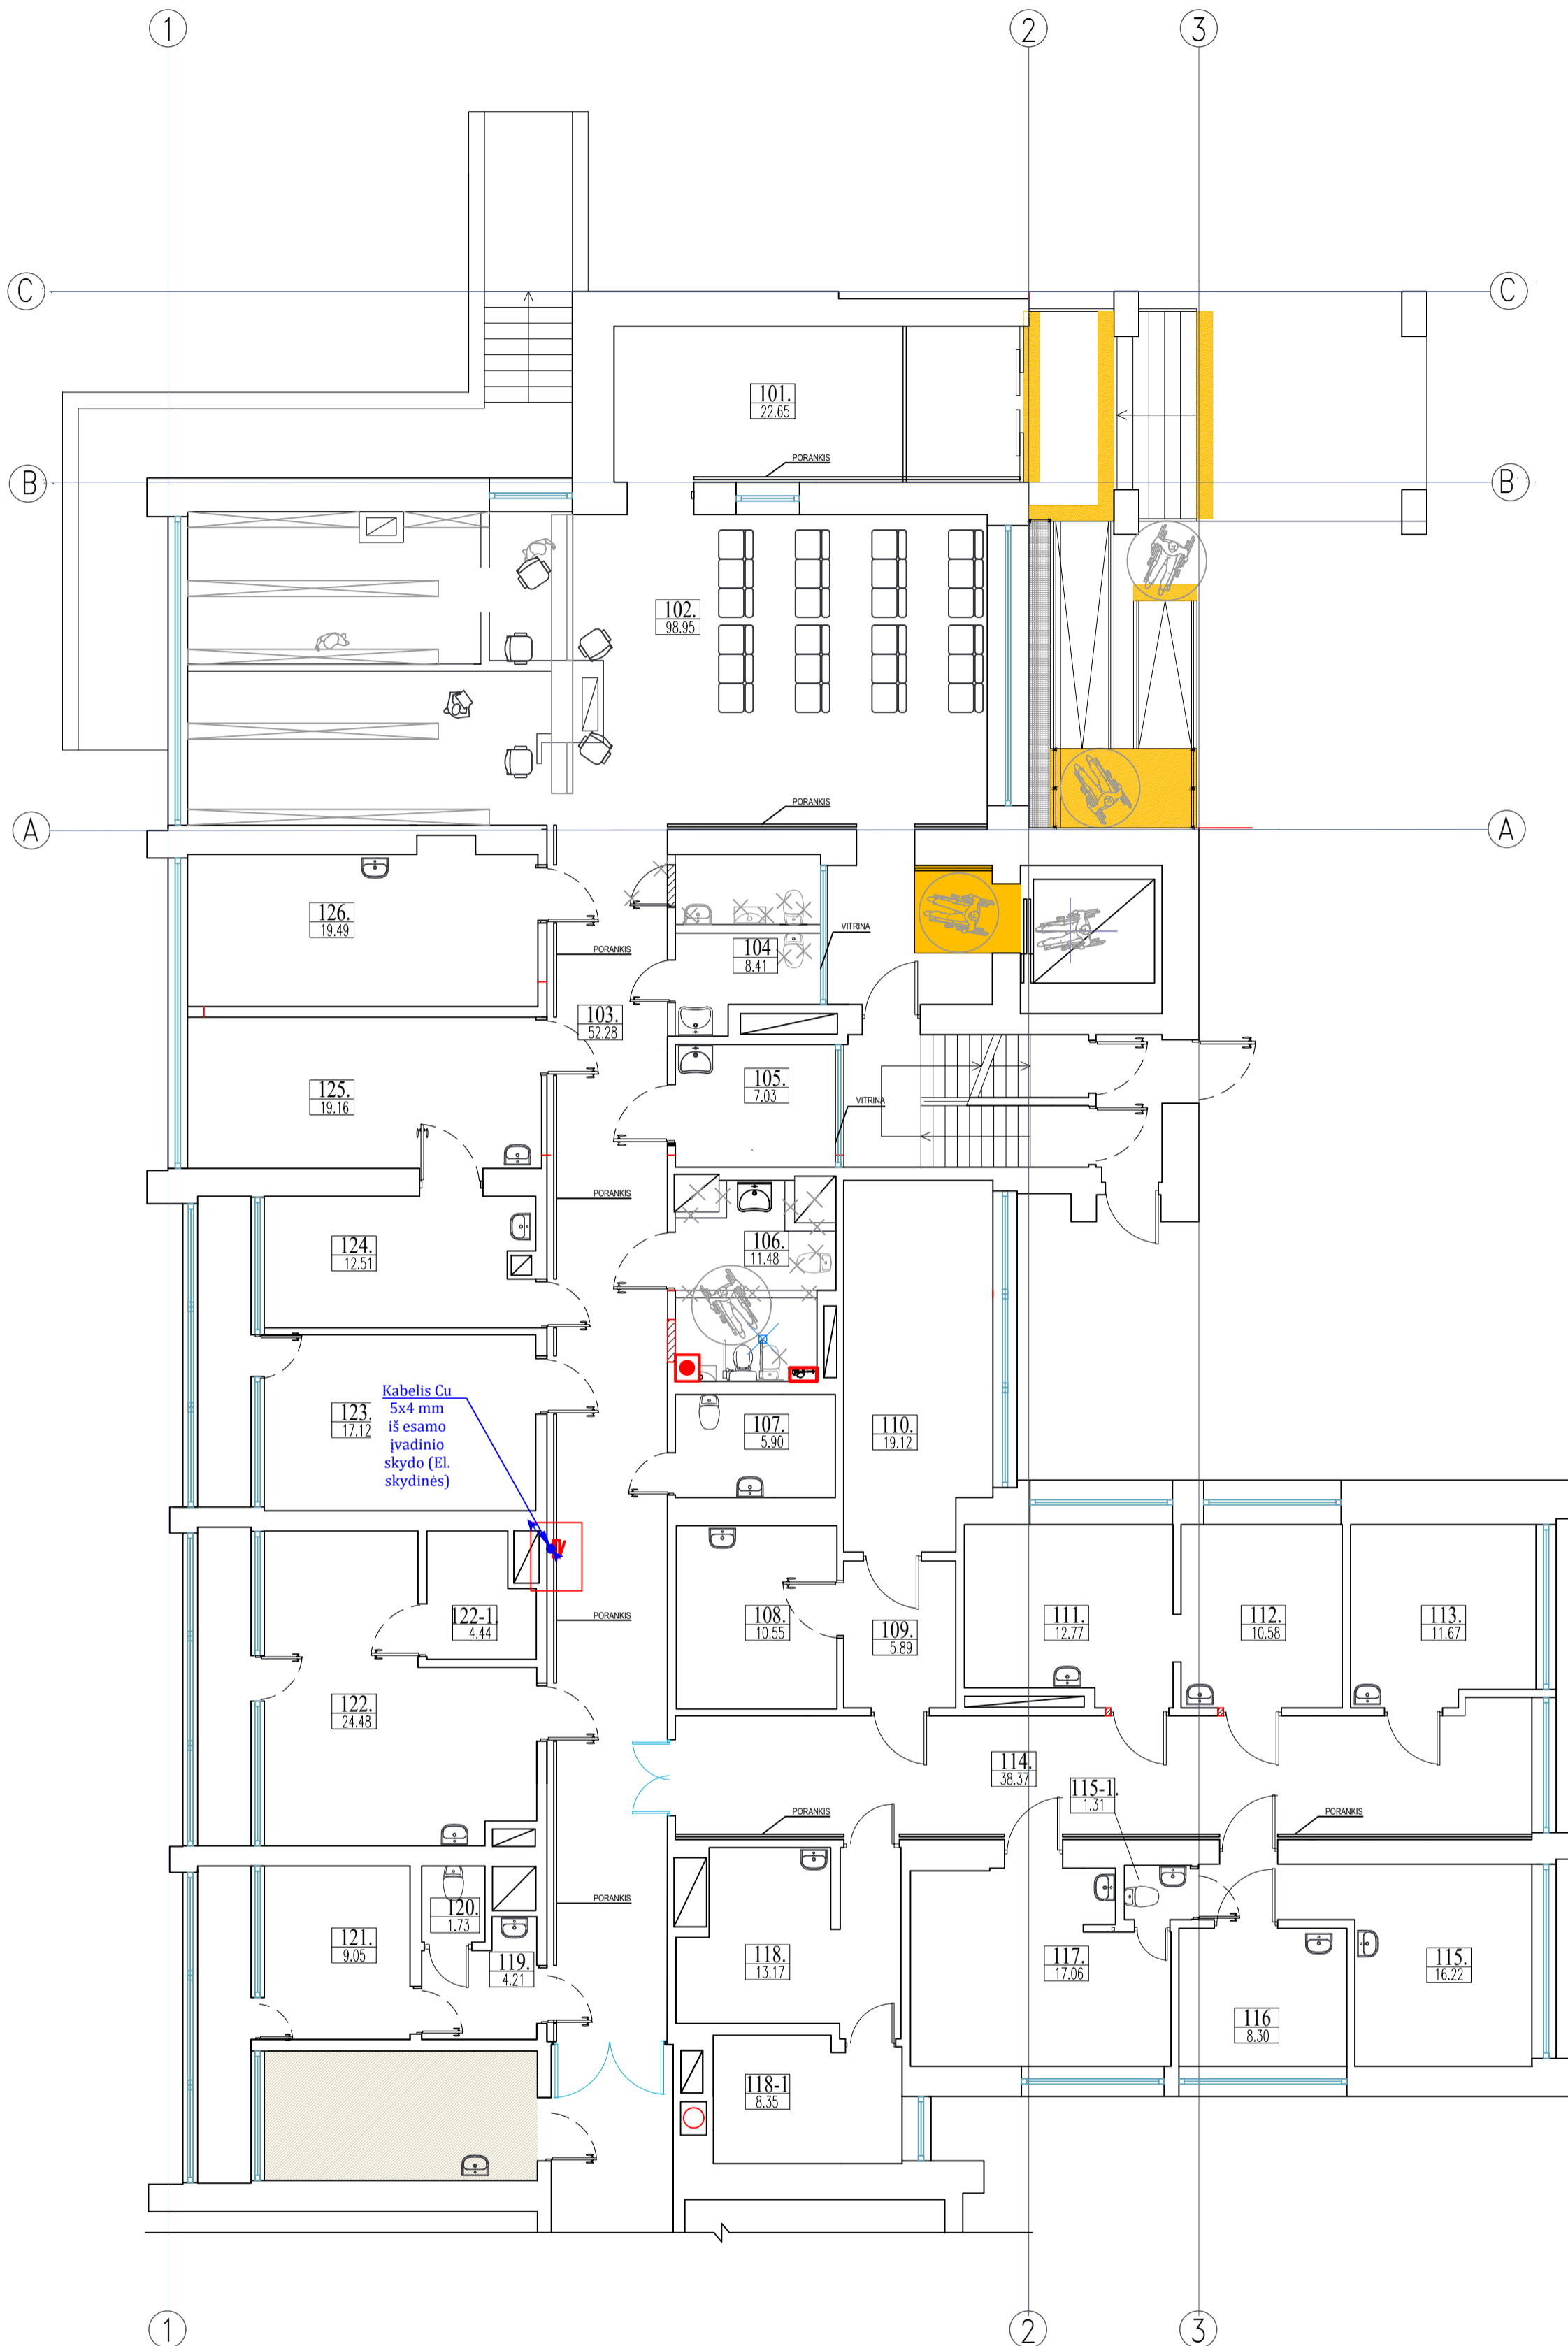 1
2
3
C
C
101.
22.65
PORANKIS
B
B
102.
98.95
PORANKIS
A
A
126.
19.49
104
8.41
VITRINA
PORANKIS
103.
52.28
125.
19.16
105.
7.03
VITRINA
PORANKIS
124.
12.51
106.
11.48
Kabelis Cu
5x4 mm
iš esamo
įvadinio
skydo (El.
skydinės)
123.
17.12
107.
5.90
110.
19.12
122-1.
4.44
PORANKIS
108.
10.55
109.
5.89
111.
12.77
112.
10.58
113.
11.67
122.
24.48
114.
38.37
115-1.
1.31
PORANKIS
PORANKIS
PORANKIS
120.
1.73
121.
9.05
119.
4.21
118.
13.17
117.
17.06
115.
16.22
116
8.30
118-1
8.35
1
2
3